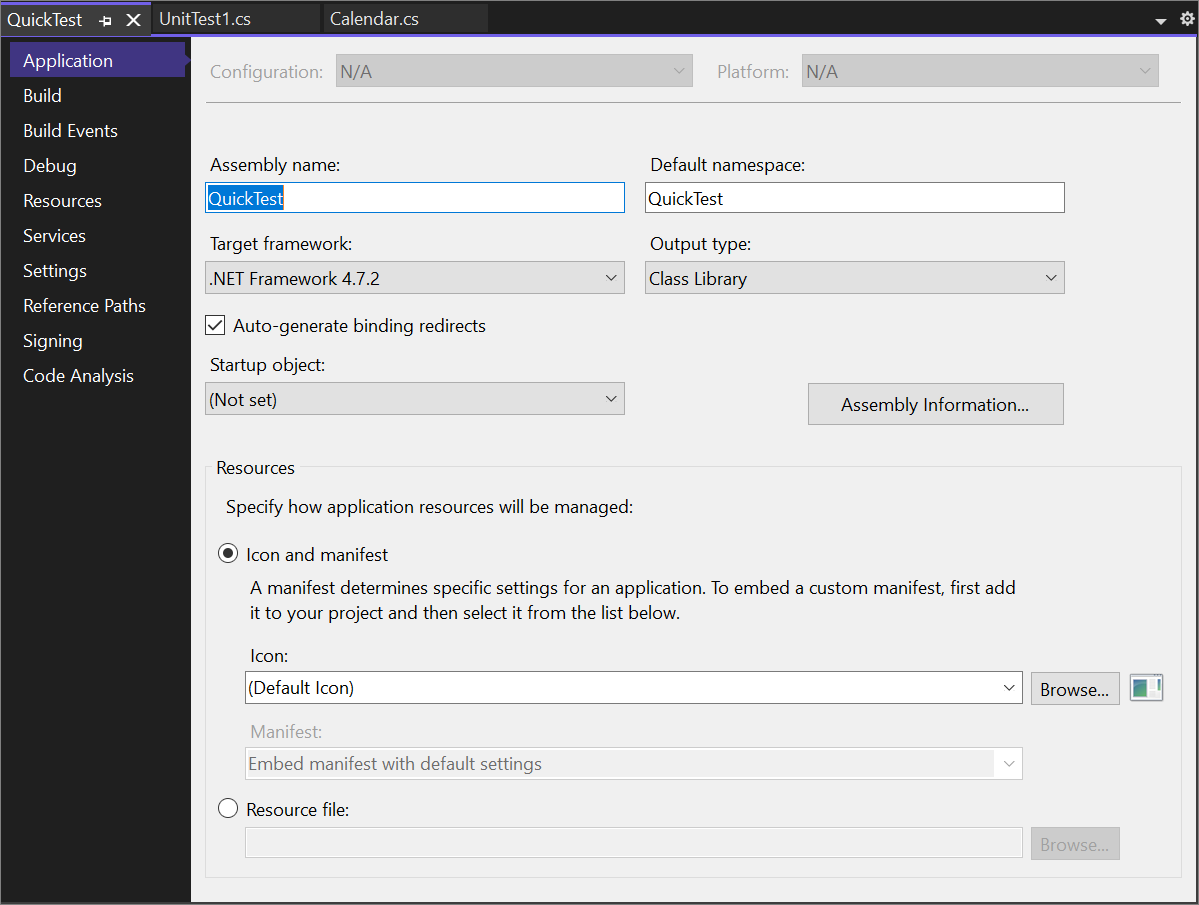 QuickTest
UnitTest1.cs
Calendar.cs
Application
Build
Build Events
Debug
Resources
Services
Settings
Reference Paths
Signing
Code Analysis
Configuration: N/A Platform: N/A
Assembly name: Default namespace:
QuickTest QuickTest
Target framework: Output type:
.NET Framework 4.7.2 Class Library
Auto-generate binding redirects
Startup object:
(Not set) Assembly Information...
Resources
Specify how application resources will be managed:
Icon and manifest
A manifest determines specific settings for an application. To embed a custom manifest, first add
it to your project and then select it from the list below.
Icon:
(Default Icon) Browse...
Manifest:
Embed manifest with default settings
Resource file:
Browse...